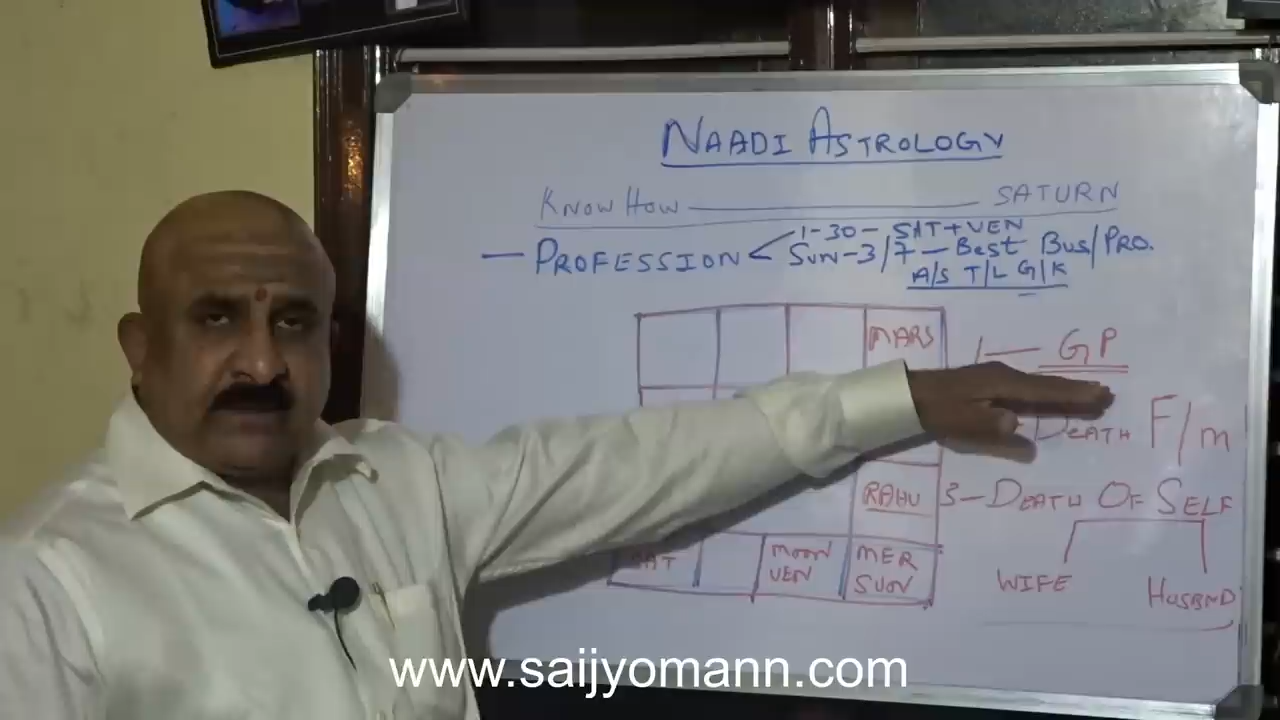 NAADI ASTROLOGY
KNOW HOW ———— SATURN
— PROFESSION < 1-30- SAT+VEN
SUN-3/7- Best Bus/PRO.
A/S T/L G/K
MARS
1— GP
DEATH F/m
RAHU
3-DEATH OF SELF
WIFE HUSBND
MOON VEN
MER SUN
www.saijyomann.com